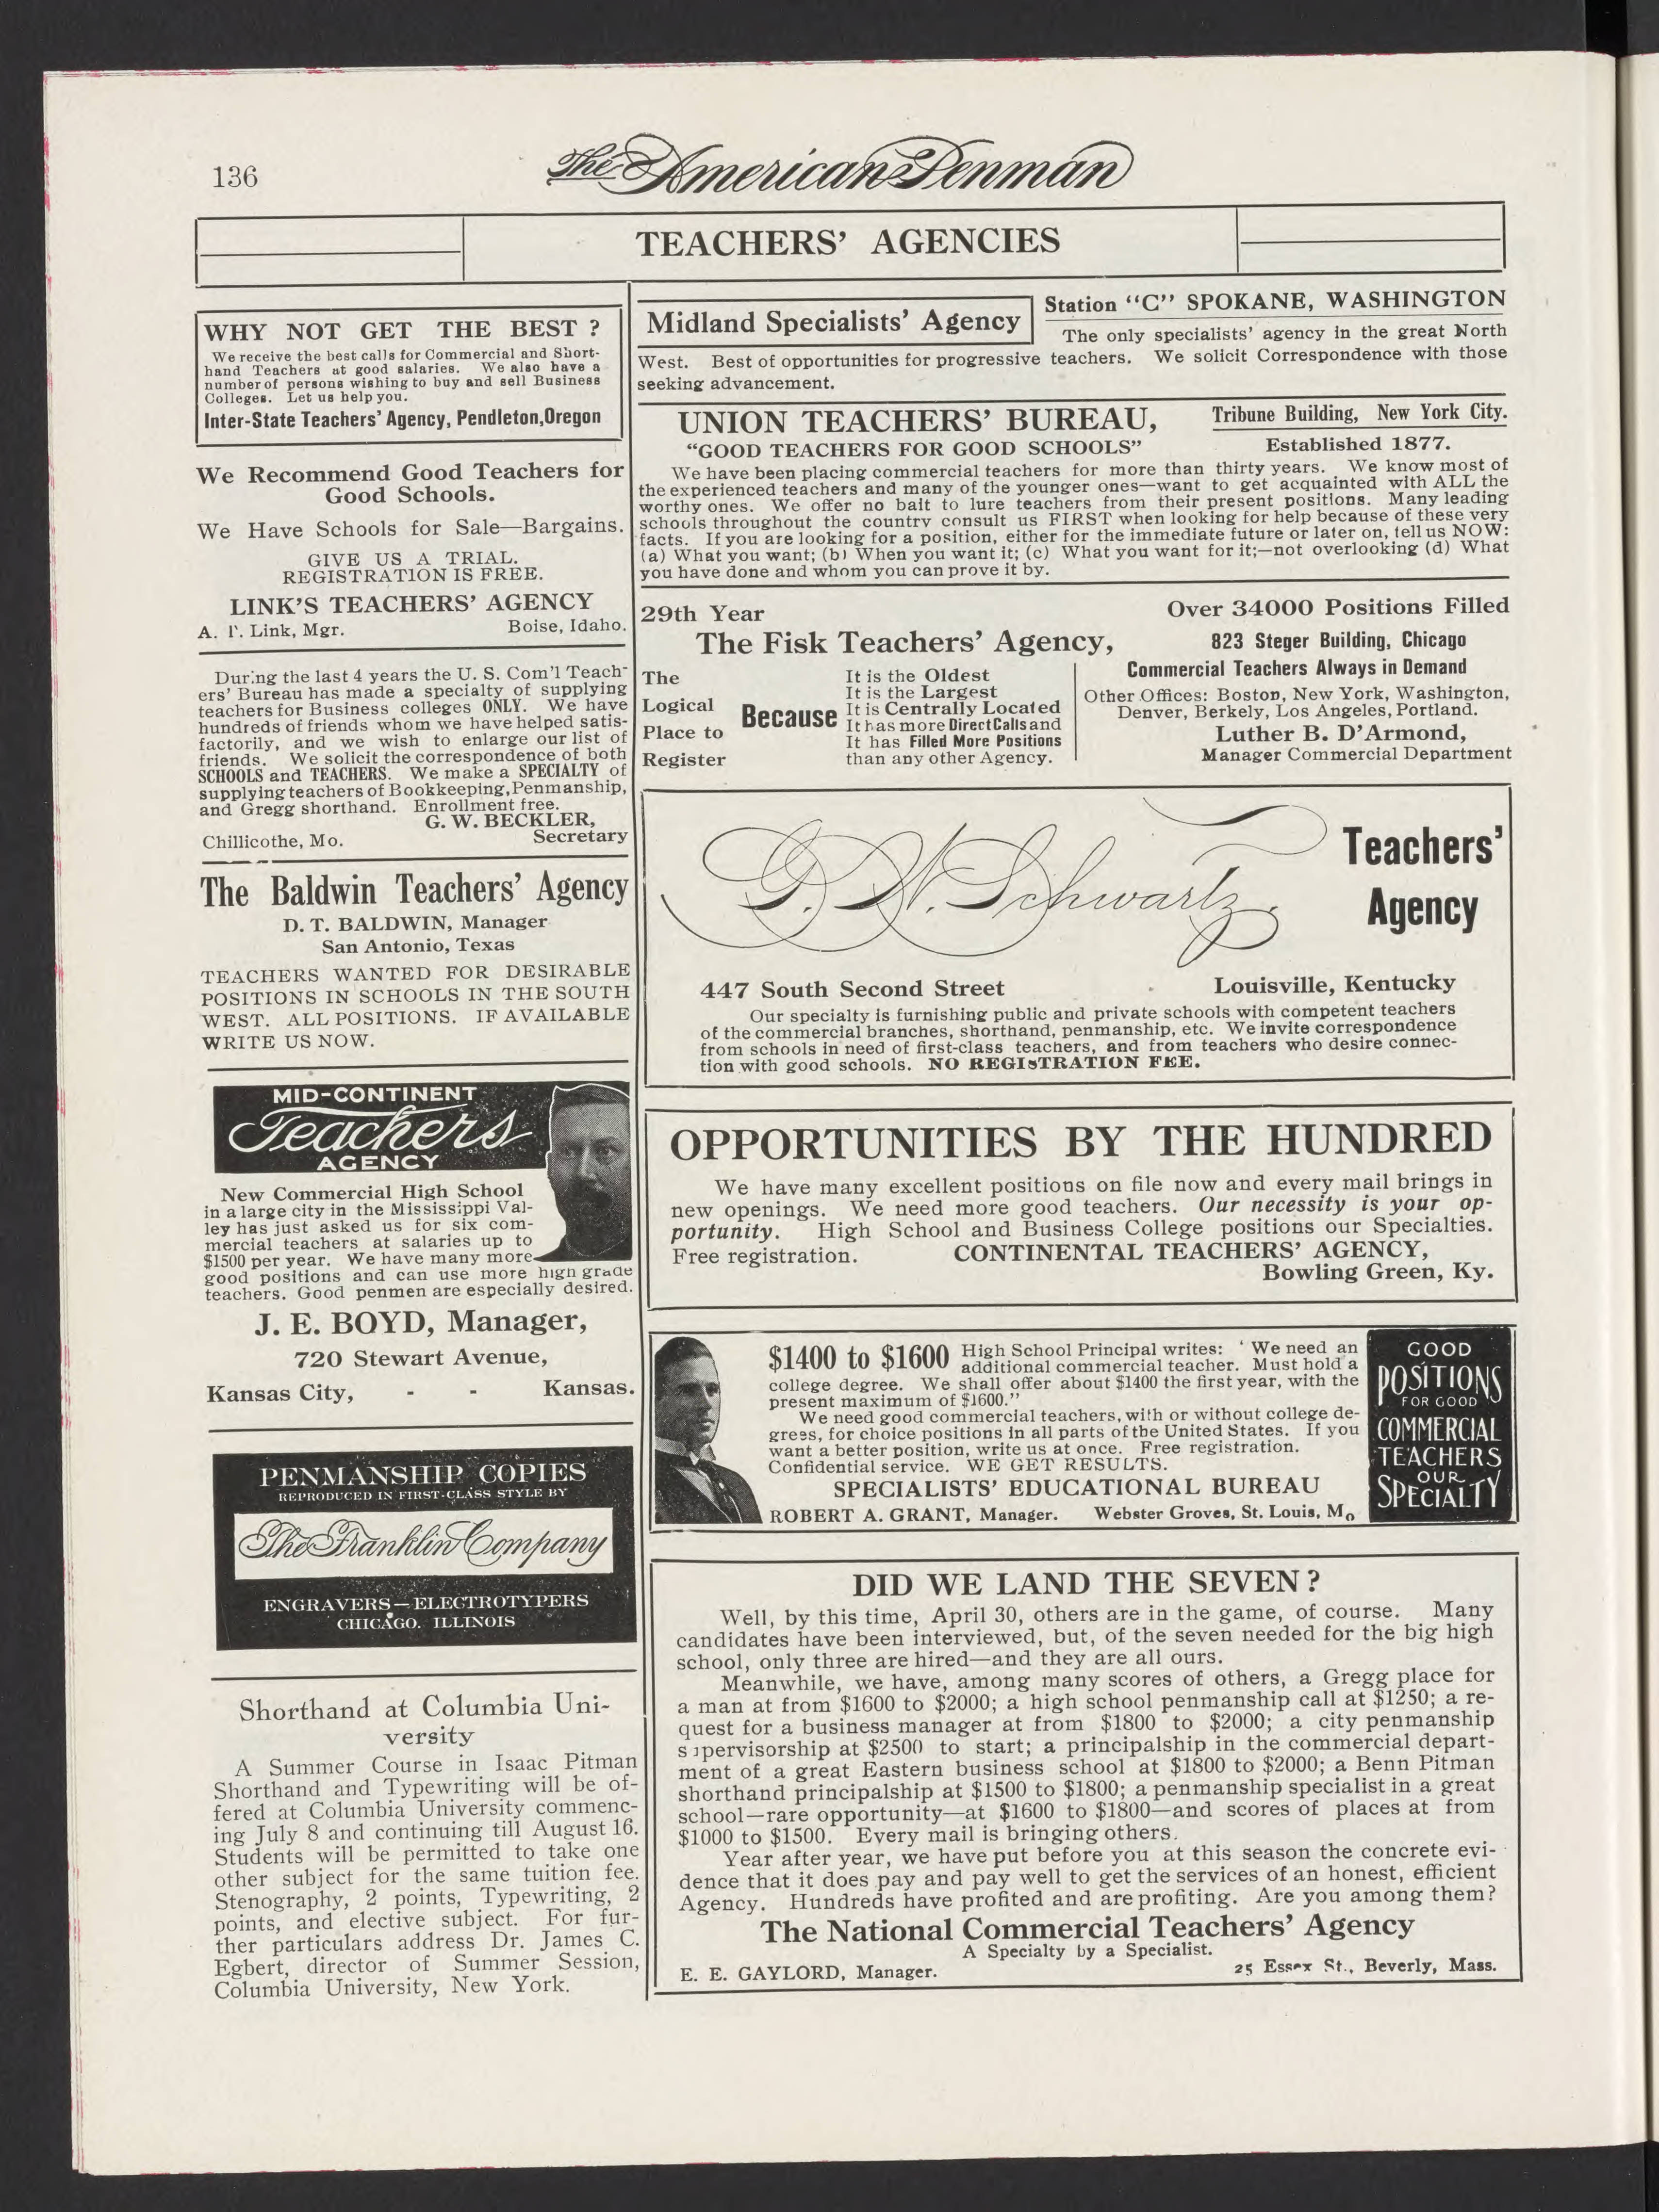 136
The American Penman
TEACHERS' AGENCIES
WHY NOT GET THE BEST ?
We receive the best calls for Commercial and Short-
hand Teachers at good salaries. We also have a
number of persons wishing to buy and sell Business
Colleges. Let us help you.
Inter-State Teachers' Agency, Pendleton,Oregon
We Recommend Good Teachers for
Good Schools.
We Have Schools for Sale—Bargains.
GIVE US A TRIAL.
REGISTRATION IS FREE.
LINK'S TEACHERS' AGENCY
A. Link, Mgr. Boise, Idaho.
During the last 4 years the U. S. Com'l Teach-
ers' Bureau has made a specialty of supplying
teachers for Business colleges ONLY. We have
hundreds of friends whom we have helped satis-
factorily, and we wish to enlarge our list of
friends. We solicit the correspondence of both
SCHOOLS and TEACHERS. We make a SPECIALTY of
supplying teachers of Bookkeeping, Penmanship,
and Gregg shorthand. Enrollment free.
G. W. BECKLER,
Chillicothe, Mo. Secretary
The Baldwin Teachers' Agency
D. T. BALDWIN, Manager
San Antonio, Texas
TEACHERS WANTED FOR DESIRABLE
POSITIONS IN SCHOOLS IN THE SOUTH
WEST. ALL POSITIONS. IF AVAILABLE
WRITE US NOW.
MID-CONTINENT
Teachers
AGENCY
New Commercial High School
in a large city in the Mississippi Val-
ley has just asked us for six com-
mercial teachers at salaries up to
$1500 per year. We have many more
good positions and can use more high grade
teachers. Good penmen are especially desired.
J. E. BOYD, Manager,
720 Stewart Avenue,
Kansas City, - - Kansas.
PENMANSHIP COPIES
REPRODUCED IN FIRST-CLASS STYLE BY
The Franklin Company
ENGRAVERS—ELECTROTYPERS
CHICAGO. ILLINOIS
Shorthand at Columbia Uni-
versity
A Summer Course in Isaac Pitman
Shorthand and Typewriting will be of-
fered at Columbia University commenc-
ing July 8 and continuing till August 16.
Students will be permitted to take one
other subject for the same tuition fee.
Stenography, 2 points, Typewriting, 2
points, and elective subject. For fur-
ther particulars address Dr. James C.
Egbert, director of Summer Session,
Columbia University, New York.
Midland Specialists' Agency
Station "C" SPOKANE, WASHINGTON
The only specialists' agency in the great North
West. Best of opportunities for progressive teachers. We solicit Correspondence with those
seeking advancement.
UNION TEACHERS' BUREAU, Tribune Building, New York City.
"GOOD TEACHERS FOR GOOD SCHOOLS" Established 1877.
We have been placing commercial teachers for more than thirty years. We know most of
the experienced teachers and many of the younger ones—want to get acquainted with ALL the
worthy ones. We offer no bait to lure teachers from their present positions. Many leading
schools throughout the country consult us FIRST when looking for help because of these very
facts. If you are looking for a position, either for the immediate future or later on, tell us NOW:
(a) What you want; (b) When you want it; (c) What you want for it;—not overlooking (d) What
you have done and whom you can prove it by.
29th Year Over 34000 Positions Filled
The Fisk Teachers' Agency, 823 Steger Building, Chicago
The
Logical
Place to
Register
Because
It is the Oldest
It is the Largest
It is Centrally Located
It has more Direct Calls and
It has Filled More Positions
than any other Agency.
Commercial Teachers Always in Demand
Other Offices: Boston, New York, Washington,
Denver, Berkely, Los Angeles, Portland.
Luther B. D'Armond,
Manager Commercial Department
G. W. Schwartz,
Teachers'
Agency
447 South Second Street Louisville, Kentucky
Our specialty is furnishing public and private schools with competent teachers
of the commercial branches, shorthand, penmanship, etc. We invite correspondence
from schools in need of first-class teachers, and from teachers who desire connec-
tion with good schools. NO REGISTRATION FEE.
OPPORTUNITIES BY THE HUNDRED
We have many excellent positions on file now and every mail brings in
new openings. We need more good teachers. Our necessity is your op-
portunity. High School and Business College positions our Specialties.
Free registration. CONTINENTAL TEACHERS' AGENCY,
Bowling Green, Ky.
$1400 to $1600 High School Principal writes: ' We need an
additional commercial teacher. Must hold a
college degree. We shall offer about $1400 the first year, with the
present maximum of $1600."
We need good commercial teachers, with or without college de-
grees, for choice positions in all parts of the United States. If you
want a better position, write us at once. Free registration.
Confidential service. WE GET RESULTS.
SPECIALISTS' EDUCATIONAL BUREAU
ROBERT A. GRANT, Manager. Webster Groves, St. Louis, Mo
GOOD
POSITIONS
FOR GOOD
COMMERCIAL
TEACHERS
OUR
SPECIALTY
DID WE LAND THE SEVEN?
Well, by this time, April 30, others are in the game, of course. Many
candidates have been interviewed, but, of the seven needed for the big high
school, only three are hired—and they are all ours.
Meanwhile, we have, among many scores of others, a Gregg place for
a man at from $1600 to $2000; a high school penmanship call at $1250; a re-
quest for a business manager at from $1800 to $2000; a city penmanship
supervisorship at $2500 to start; a principalship in the commercial depart-
ment of a great Eastern business school at $1800 to $2000; a Benn Pitman
shorthand principalship at $1500 to $1800; a penmanship specialist in a great
school—rare opportunity—at $1600 to $1800—and scores of places at from
$1000 to $1500. Every mail is bringing others.
Year after year, we have put before you at this season the concrete evi-
dence that it does pay and pay well to get the services of an honest, efficient
Agency. Hundreds have profited and are profiting. Are you among them?
The National Commercial Teachers' Agency
A Specialty by a Specialist.
E. E. GAYLORD, Manager. 25 Essex St., Beverly, Mass.